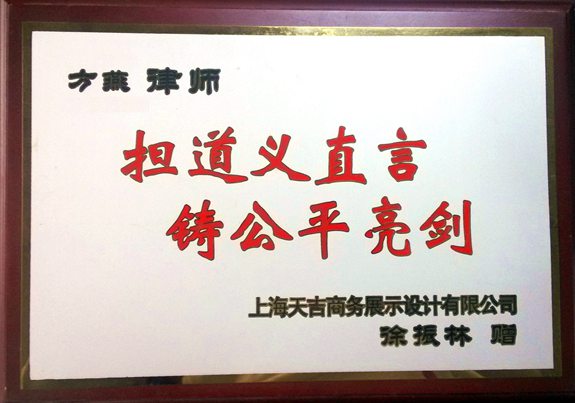 方燕 律师
担道义直言
铸公平亮剑
上海天吉商务展示设计有限公司
徐振林 赠